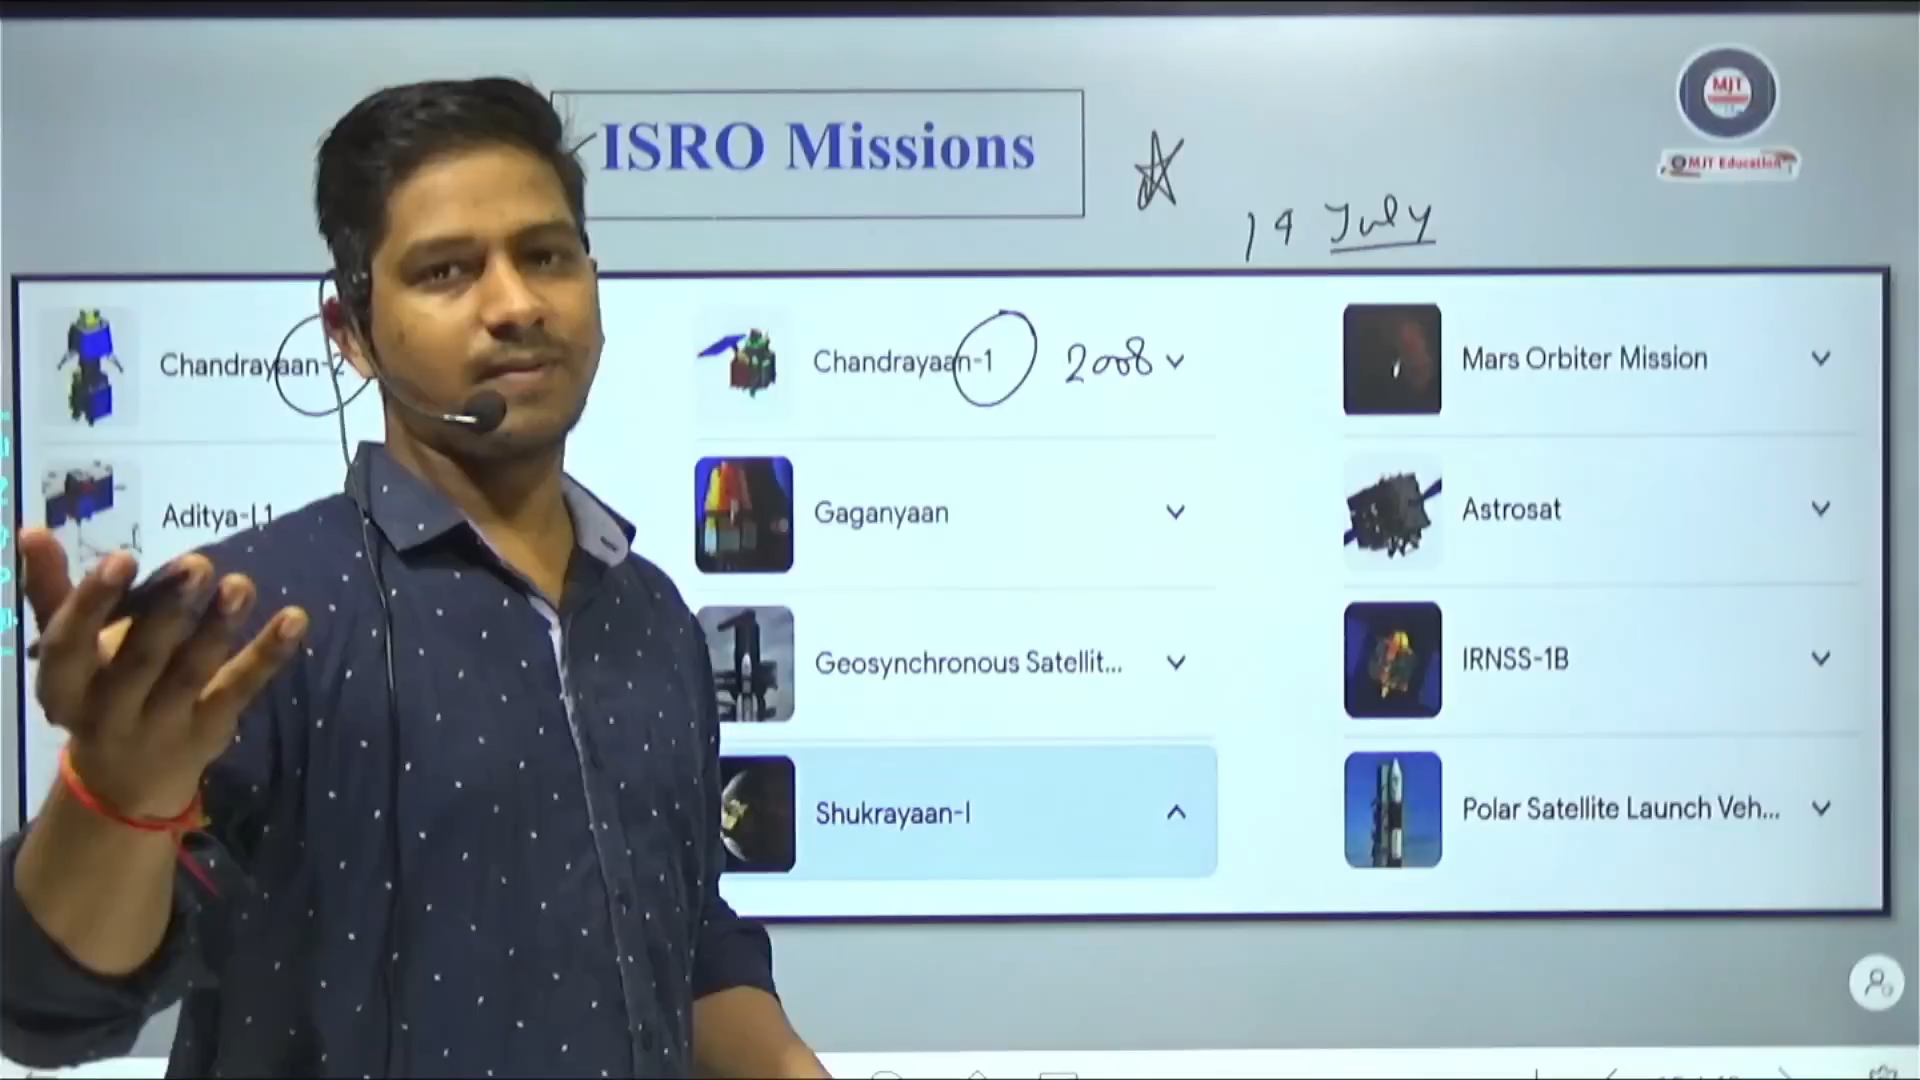 ISRO Missions
MJT
MJT Education
14 July
Chandrayaan-2
Chandrayaan-1
2008
Mars Orbiter Mission
Aditya-L1
Gaganyaan
Astrosat
Geosynchronous Satellit...
IRNSS-1B
Shukrayaan-I
Polar Satellite Launch Veh...